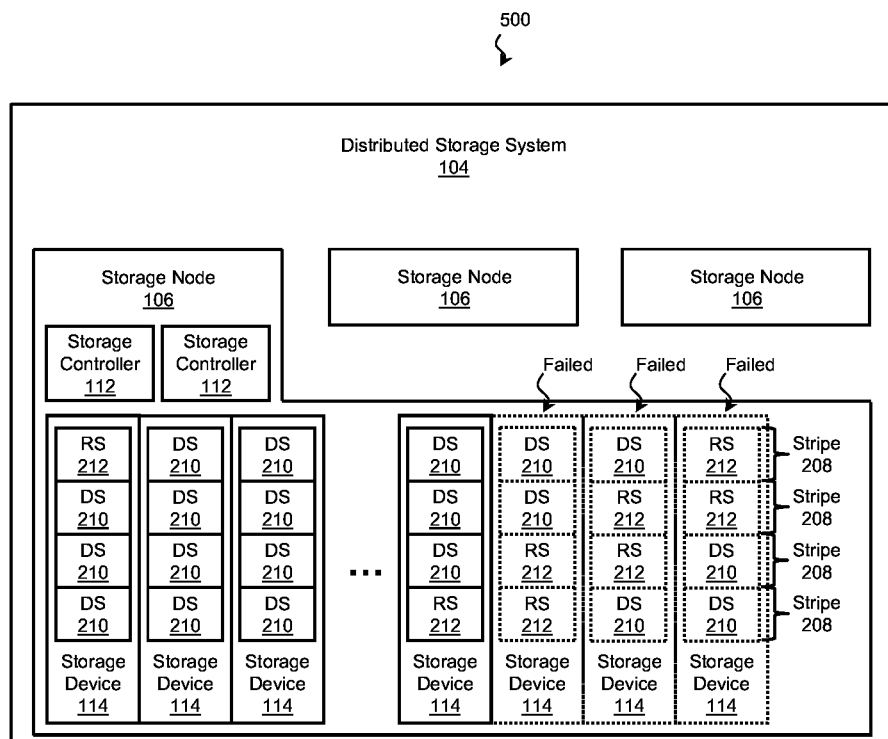 500
Distributed Storage System
104
Storage Node
106
Storage Node
106
Storage Node
106
Storage
Controller
112
Storage
Controller
112
Failed Failed Failed
RS DS DS DS DS DS RS
212 210 210 210 210 210 212
Stripe
208
DS DS DS DS DS RS RS
210 210 210 210 210 212 212
Stripe
208
DS DS DS DS RS RS DS
210 210 210 210 212 212 210
Stripe
208
...
DS DS DS RS RS DS DS
210 210 210 212 212 210 210
Stripe
208
Storage Storage Storage Storage Storage Storage Storage
Device Device Device Device Device Device Device
114 114 114 114 114 114 114